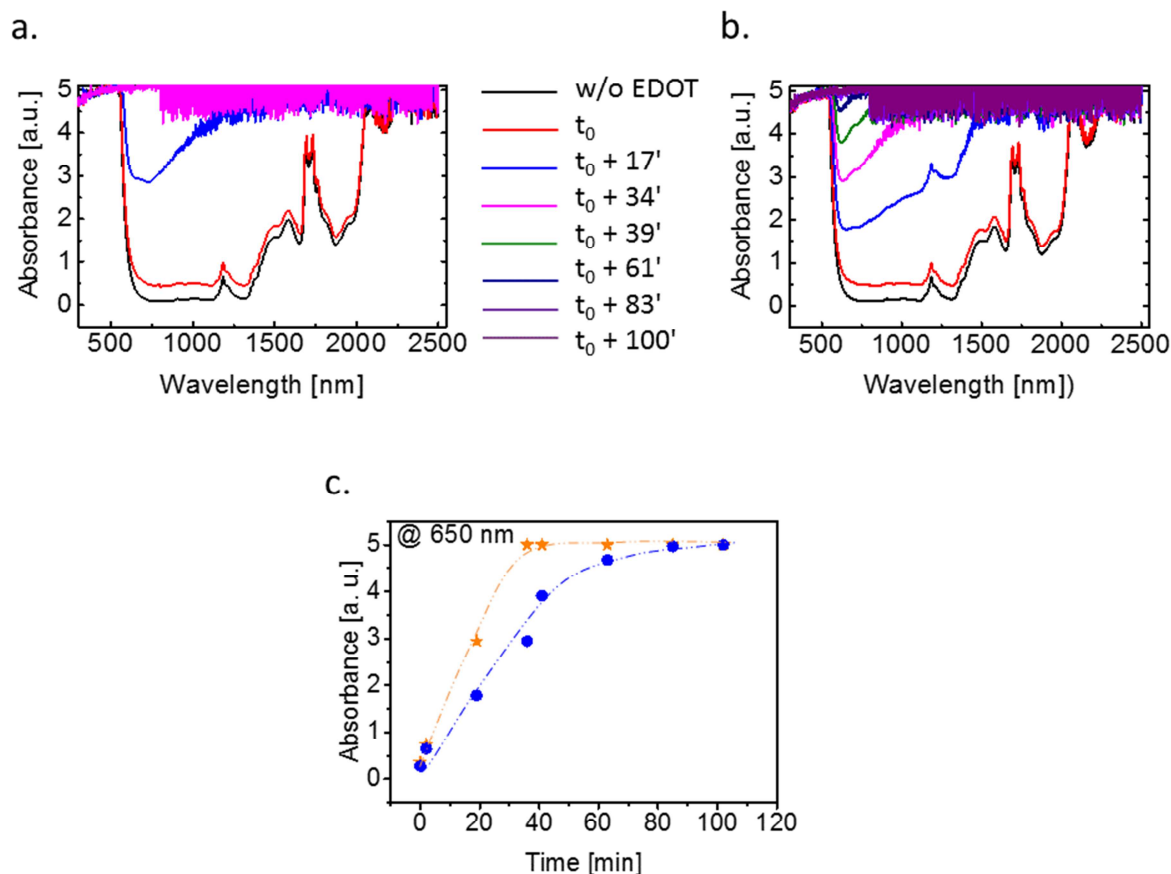 a.
b.
5
4
3
2
1
0
Absorbance [a.u.]
500 1000 1500 2000 2500
Wavelength [nm]
w/o EDOT
t₀
t₀ + 17'
t₀ + 34'
t₀ + 39'
t₀ + 61'
t₀ + 83'
t₀ + 100'
5
4
3
2
1
0
Absorbance [a.u.]
500 1000 1500 2000 2500
Wavelength [nm])
c.
@ 650 nm
5
4
3
2
1
0
Absorbance [a. u.]
0 20 40 60 80 100 120
Time [min]